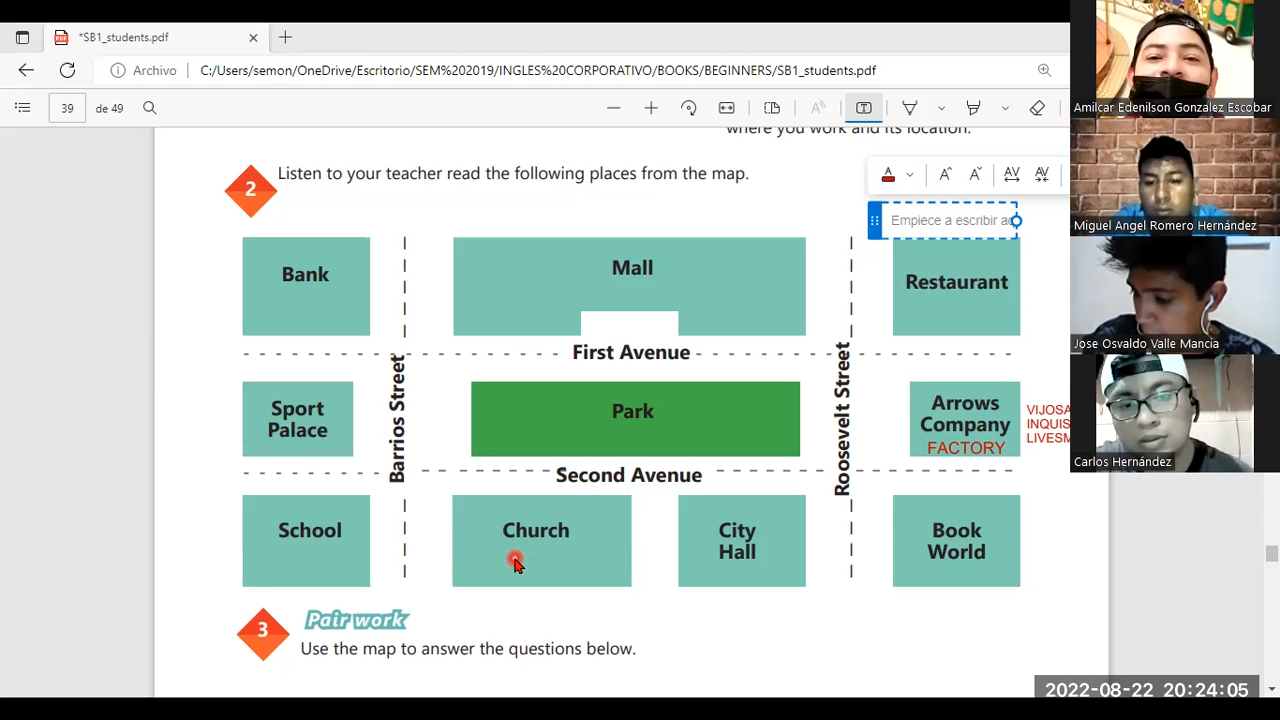 *SB1_students.pdf
Archivo
C:/Users/semon/OneDrive/Escritorio/SEM%209/INGLES%20CORPORATIVO/BOOKS/BEGINNERS/SB1_students.pdf
39
de 49
where you work and its location.
2
Listen to your teacher read the following places from the map.
Empiece a escribir
Bank
Mall
Restaurant
First Avenue
Barrios Street
Roosevelt Street
Sport
Palace
Park
Arrows
Company
FACTORY
VIJOSA
INQUIS
LIVESM
Second Avenue
School
Church
City
Hall
Book
World
3
Pair work
Use the map to answer the questions below.
Amilcar Edenilson Gonzalez Escobar
Miguel Angel Romero Hernández
Jose Osvaldo Valle Mancia
Carlos Hernández
2022-08-22 20:24:05